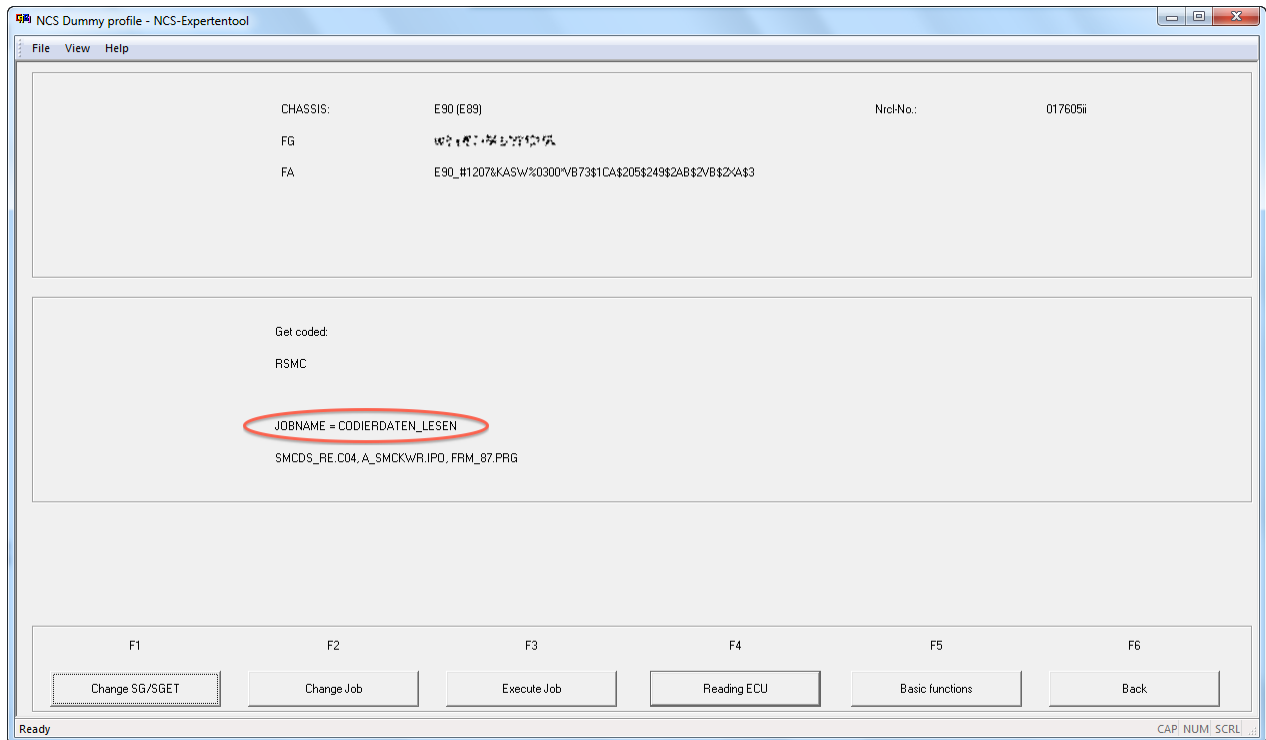 NCS Dummy profile - NCS-Expertentool
File View Help
CHASSIS: E90 (E89) Nrcl-No.: 017605ii
FG
FA E90_#1207&KASW%0300*VB73$1CA$205$249$2AB$2VB$2XA$3
Get coded:
RSMC
JOBNAME = CODIERDATEN_LESEN
SMCDS_RE.C04, A_SMCKWR.IPO, FRM_87.PRG
F1 F2 F3 F4 F5 F6
Change SG/SGET Change Job Execute Job Reading ECU Basic functions Back
Ready CAP NUM SCRL